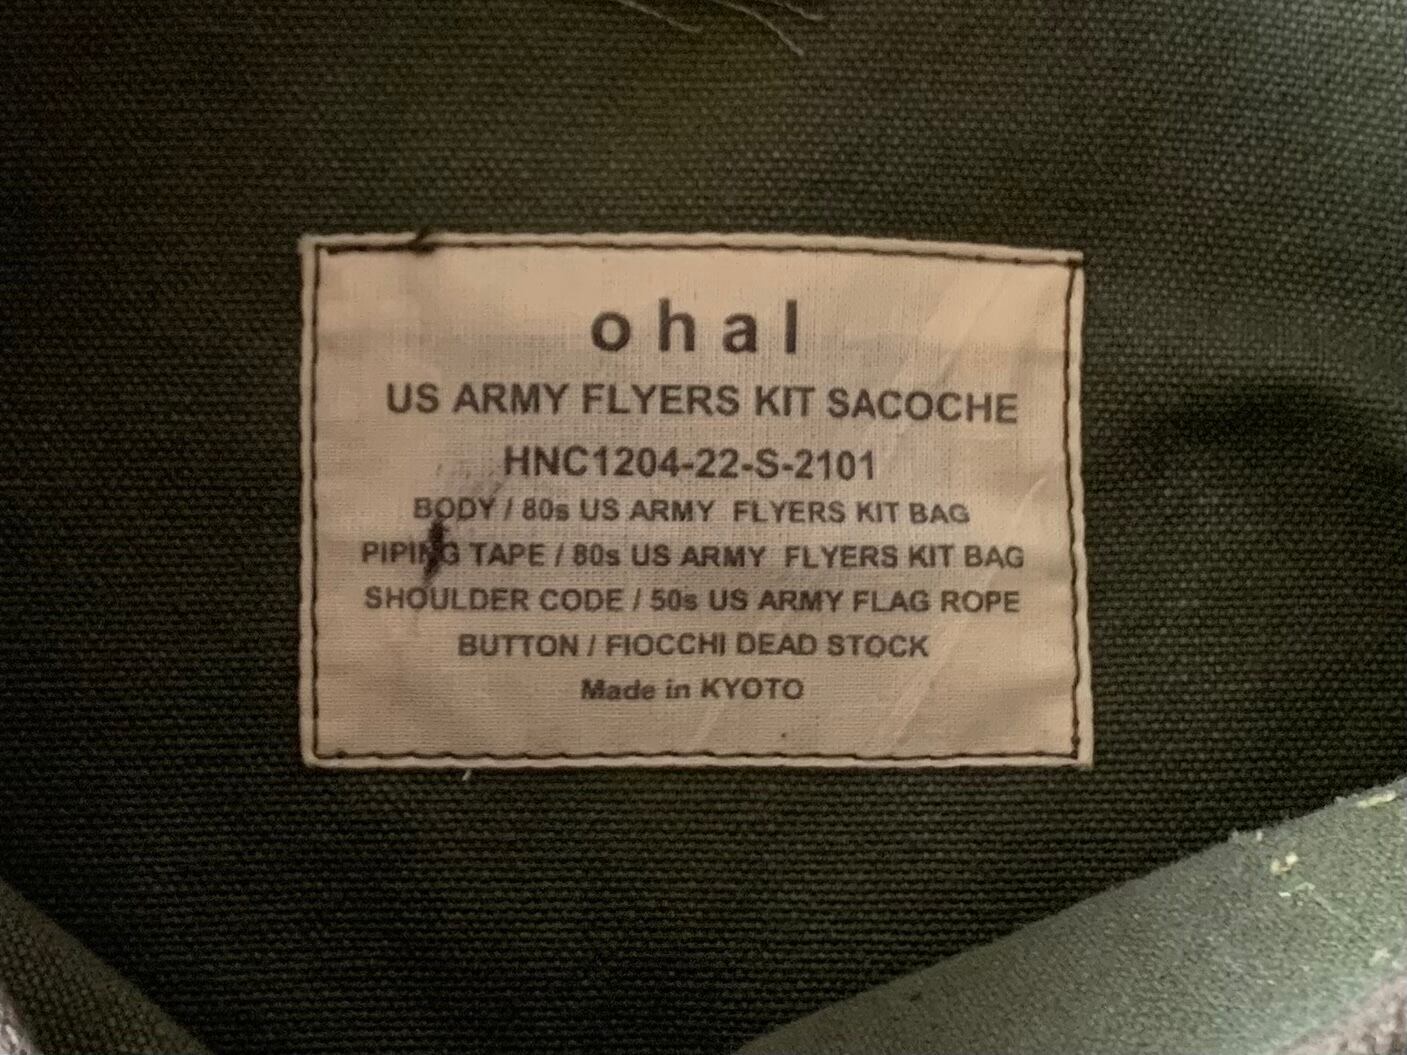 ohal
US ARMY FLYERS KIT SACOCHE
HNC1204-22-S-2101
BODY / 80s US ARMY FLYERS KIT BAG
PIPING TAPE / 80s US ARMY FLYERS KIT BAG
SHOULDER CODE / 50s US ARMY FLAG ROPE
BUTTON / FIOCCHI DEAD STOCK
Made in KYOTO